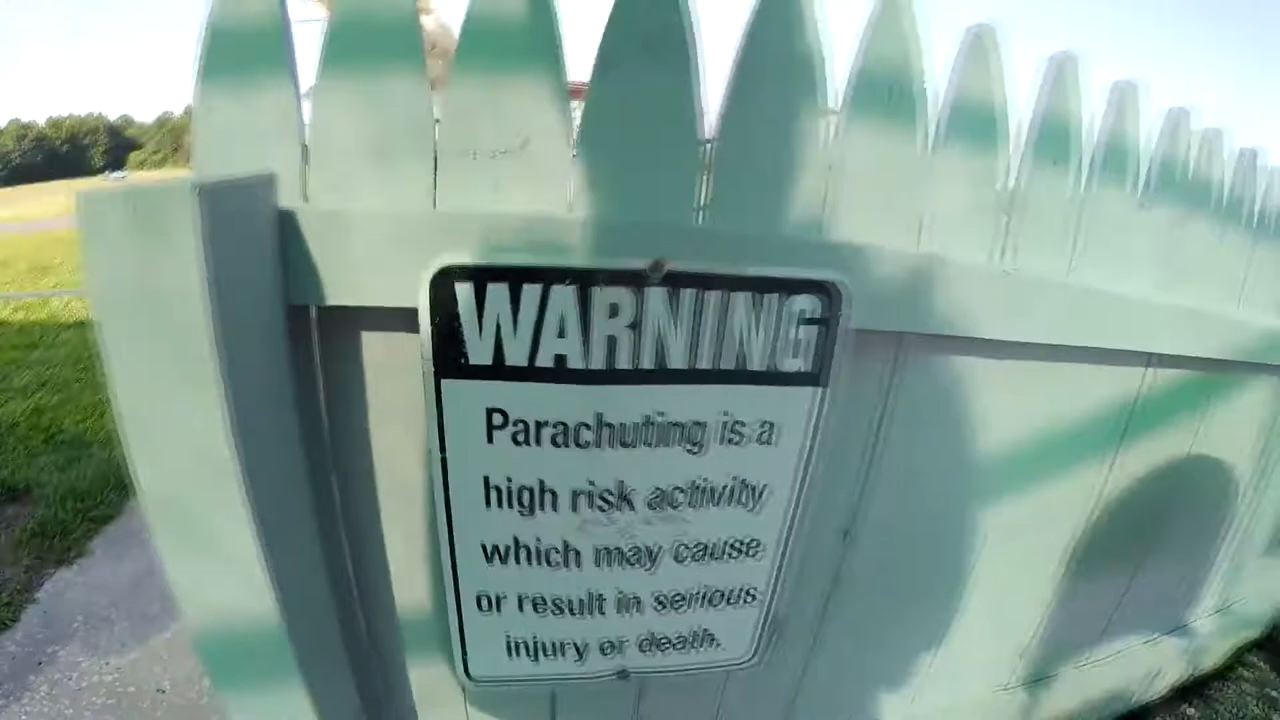 WARNING
Parachuting is a
high risk activity
which may cause
or result in serious
injury or death.